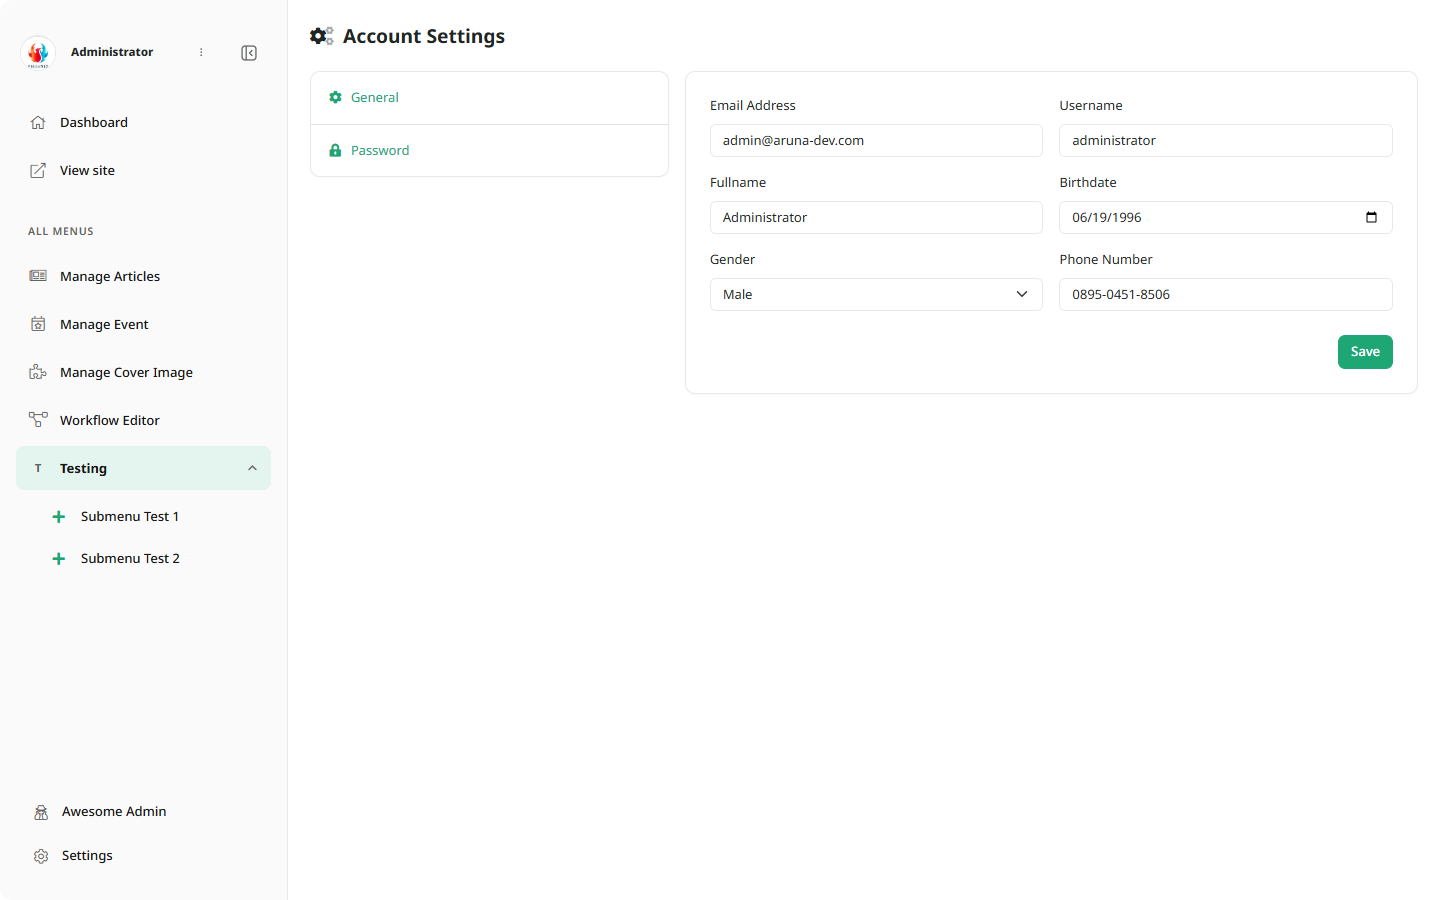 Administrator
Dashboard
View site
ALL MENUS
Manage Articles
Manage Event
Manage Cover Image
Workflow Editor
T Testing
Submenu Test 1
Submenu Test 2
Awesome Admin
Settings
Account Settings
General
Password
Email Address
admin@aruna-dev.com
Username
administrator
Fullname
Administrator
Birthdate
06/19/1996
Gender
Male
Phone Number
0895-0451-8506
Save